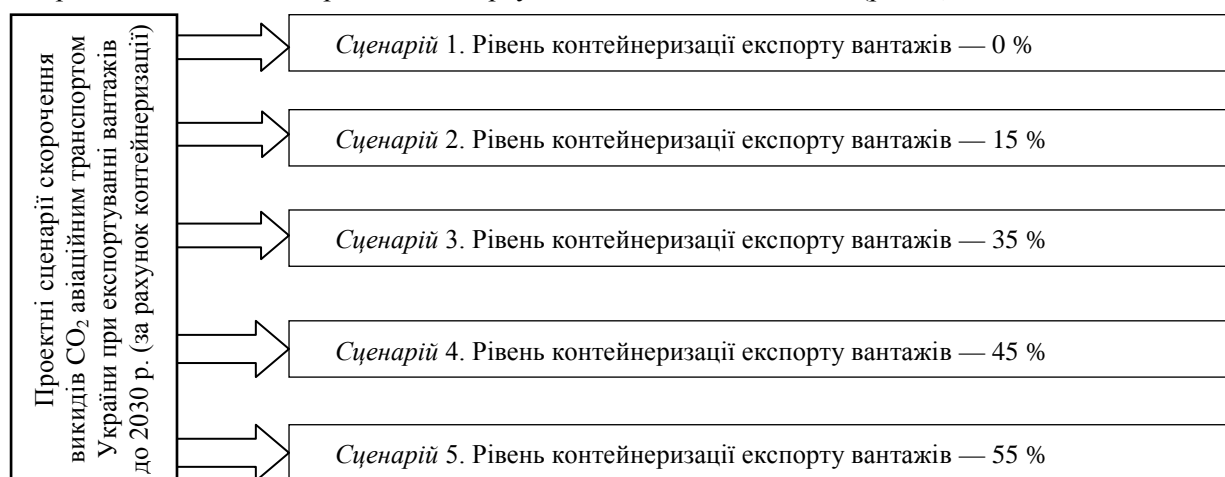 Проектні сценарії скорочення
викидів CO₂ авіаційним транспортом
України при експортуванні вантажів
до 2030 р. (за рахунок контейнеризації)
Сценарій 1. Рівень контейнеризації експорту вантажів — 0 %
Сценарій 2. Рівень контейнеризації експорту вантажів — 15 %
Сценарій 3. Рівень контейнеризації експорту вантажів — 35 %
Сценарій 4. Рівень контейнеризації експорту вантажів — 45 %
Сценарій 5. Рівень контейнеризації експорту вантажів — 55 %